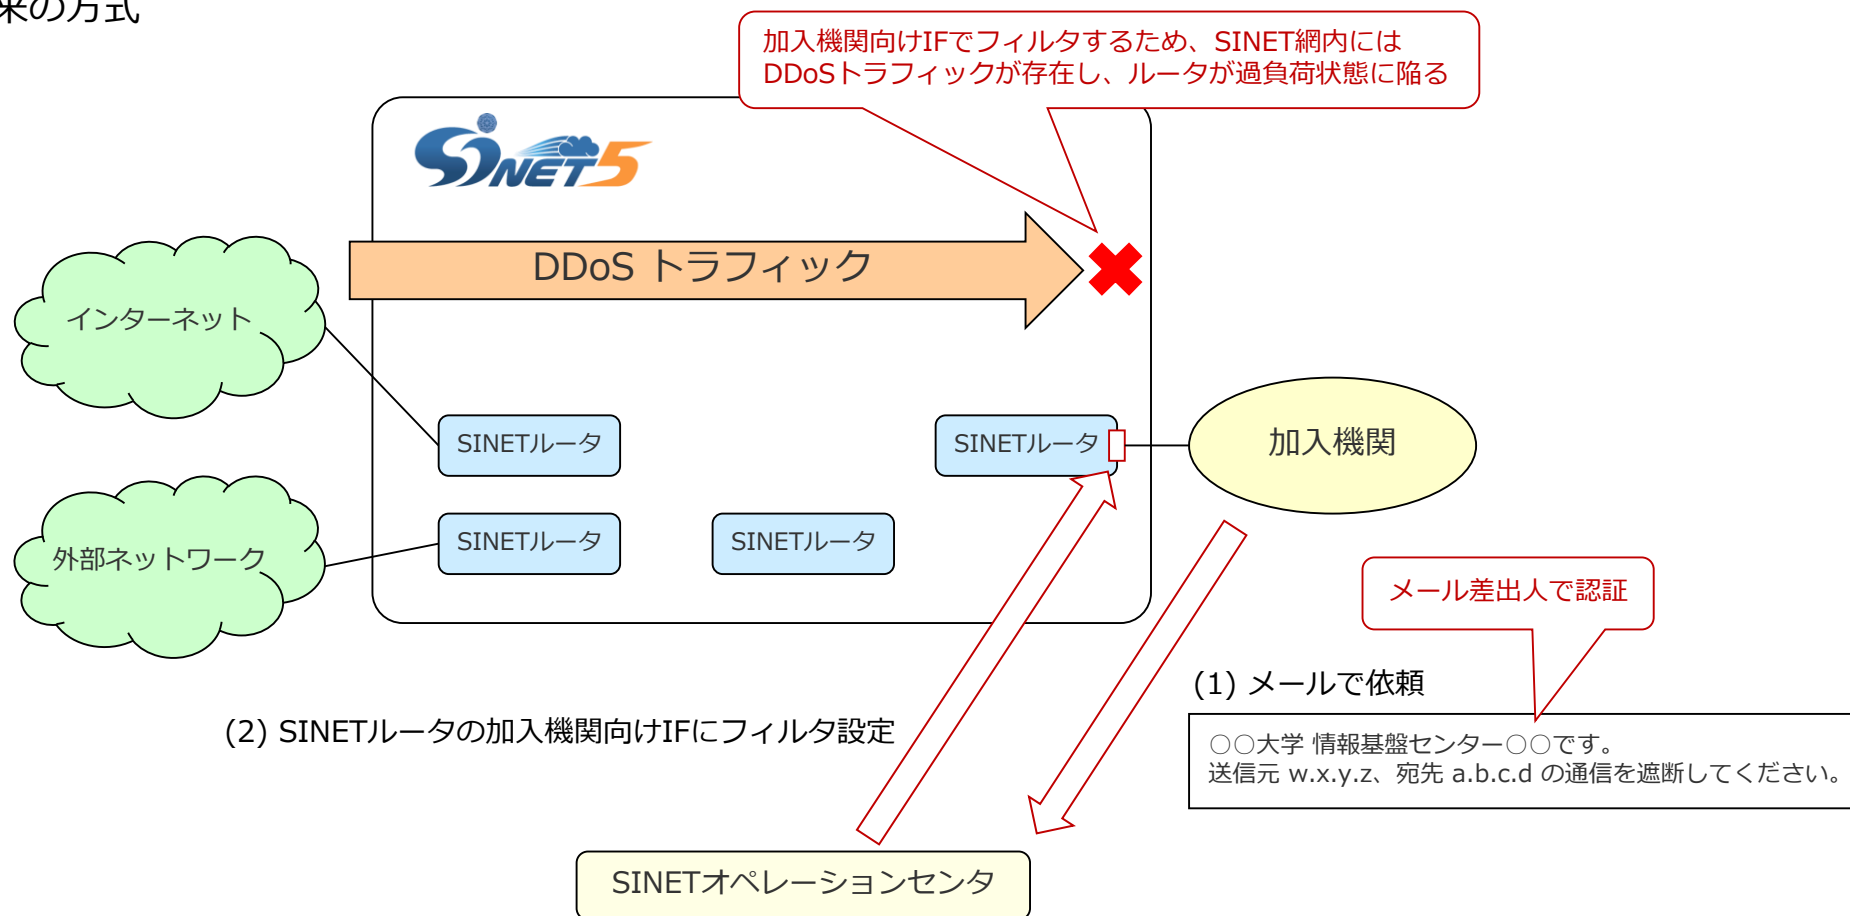 来の方式
加入機関向けIFでフィルタするため、SINET網内には
DDoSトラフィックが存在し、ルータが過負荷状態に陥る
SINET5
DDoS トラフィック
インターネット
SINETルータ
SINETルータ
加入機関
外部ネットワーク
SINETルータ
SINETルータ
メール差出人で認証
(1) メールで依頼
(2) SINETルータの加入機関向けIFにフィルタ設定
○○大学 情報基盤センター○○です。
送信元 w.x.y.z、宛先 a.b.c.d の通信を遮断してください。
SINETオペレーションセンタ